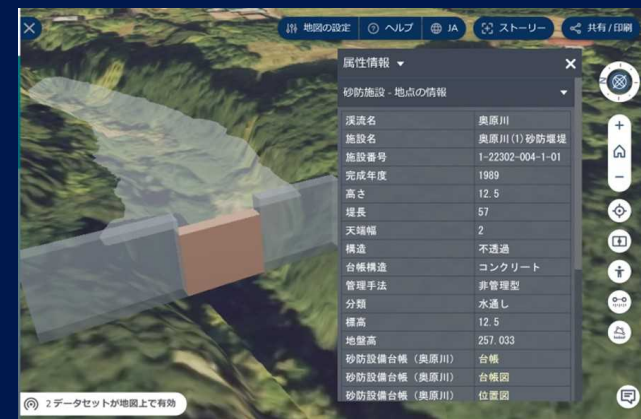 地図の設定 ヘルプ JA ストーリー 共有/印刷
属性情報
砂防施設 - 地点の情報
渓流名 奥原川
施設名 奥原川(1)砂防堰堤
施設番号 1-22302-004-1-01
完成年度 1989
高さ 12.5
堤長 57
天端幅 2
構造 不透過
台帳構造 コンクリート
管理手法 非管理型
分類 水通し
標高 12.5
地盤高 257.033
砂防設備台帳（奥原川） 台帳
砂防設備台帳（奥原川） 台帳図
砂防設備台帳（奥原川） 位置図
2 データセットが地図上で有効